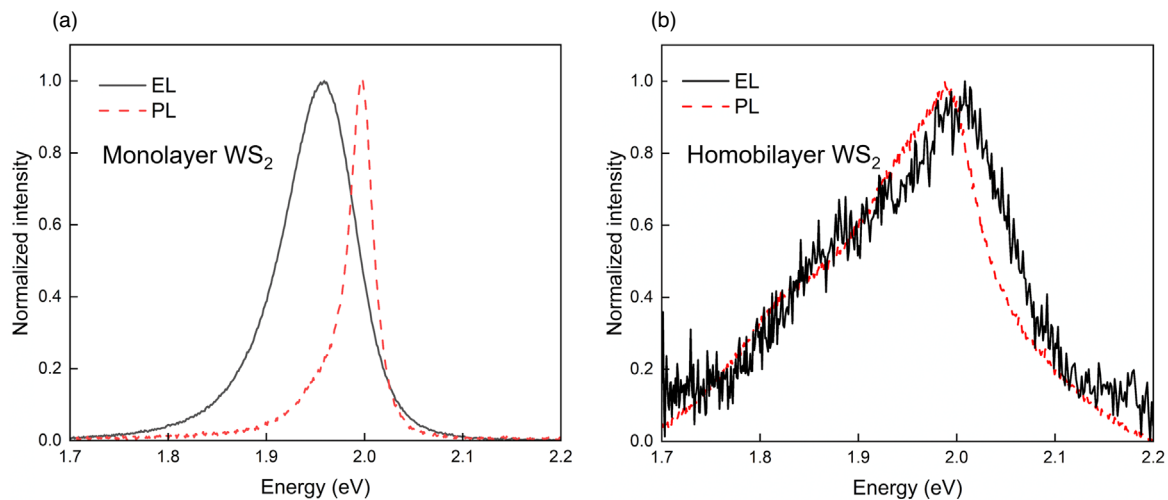 (a)
EL
PL
Monolayer WS₂
Normalized intensity
1.0
0.8
0.6
0.4
0.2
0.0
1.7 1.8 1.9 2.0 2.1 2.2
Energy (eV)
(b)
EL
PL
Homobilayer WS₂
Normalized intensity
1.0
0.8
0.6
0.4
0.2
0.0
1.7 1.8 1.9 2.0 2.1 2.2
Energy (eV)